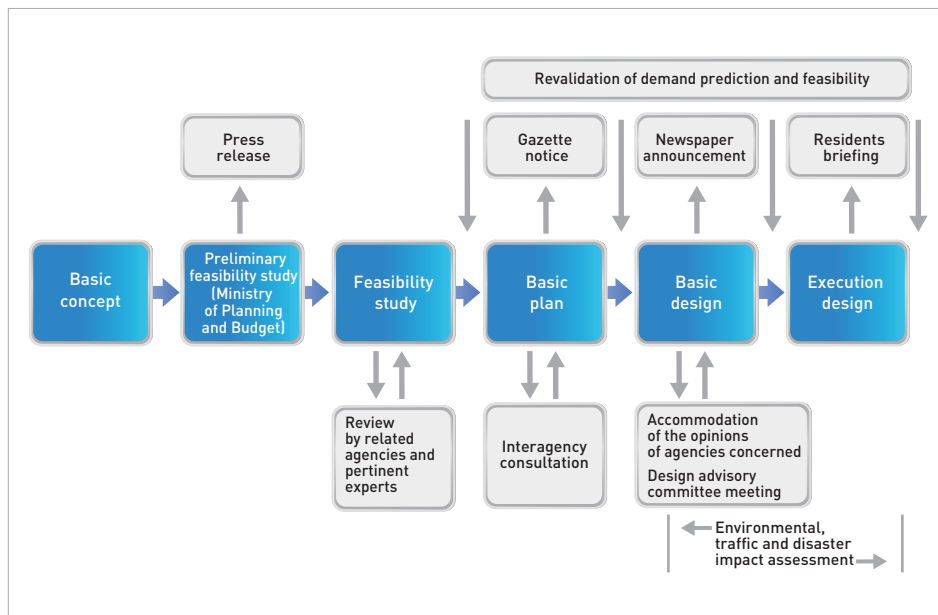 Revalidation of demand prediction and feasibility
Press
release
Gazette
notice
Newspaper
announcement
Residents
briefing
Basic
concept
Preliminary
feasibility study
(Ministry
of Planning
and Budget)
Feasibility
study
Basic
plan
Basic
design
Execution
design
Review
by related
agencies and
pertinent
experts
Interagency
consultation
Accommodation
of the opinions
of agencies concerned
Design advisory
committee meeting
Environmental,
traffic and disaster
impact assessment